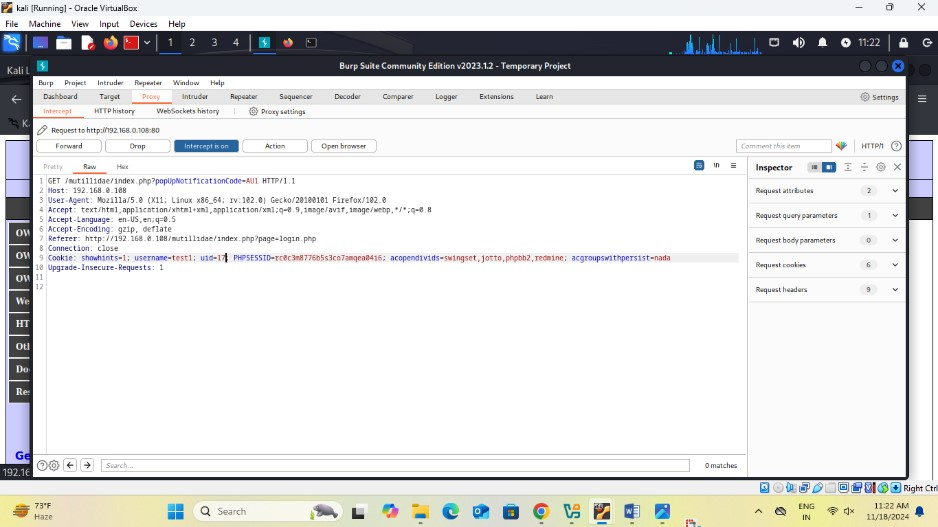 kali [Running] - Oracle VirtualBox
File Machine View Input Devices Help
1 2 3 4
11:22
Kali L
Burp Suite Community Edition v2023.1.2 - Temporary Project
Burp Project Intruder Repeater Window Help
Dashboard Target Proxy Intruder Repeater Sequencer Decoder Comparer Logger Extensions Learn
Settings
Intercept HTTP history WebSockets history Proxy settings
Request to http://192.168.0.108:80
Forward Drop Intercept is on Action Open browser
Comment this item
HTTP/1
Pretty Raw Hex
\n
Inspector
1 GET /mutillidae/index.php?popUpNotificationCode=AU1 HTTP/1.1
2 Host: 192.168.0.108
3 User-Agent: Mozilla/5.0 (X11; Linux x86_64; rv:102.0) Gecko/20100101 Firefox/102.0
4 Accept: text/html,application/xhtml+xml,application/xml;q=0.9,image/avif,image/webp,*/*;q=0.8
5 Accept-Language: en-US,en;q=0.5
6 Accept-Encoding: gzip, deflate
7 Referer: http://192.168.0.108/mutillidae/index.php?page=login.php
8 Connection: close
9 Cookie: showhints=1; username=test1; uid=17; PHPSESSID=rc0c3m8776b5s3co7amqea04i6; acopendivids=swingset,jotto,phpbb2,redmine; acgroupswithpersist=nada
10 Upgrade-Insecure-Requests: 1
11
12
Request attributes 2
Request query parameters 1
Request body parameters 0
Request cookies 6
Request headers 9
OW
OW
OW
We
HT
Oth
Do
Res
Ge
192.16
Search...
0 matches
Right Ctrl
73°F
Haze
Search
ENG
IN
11:22 AM
11/18/2024